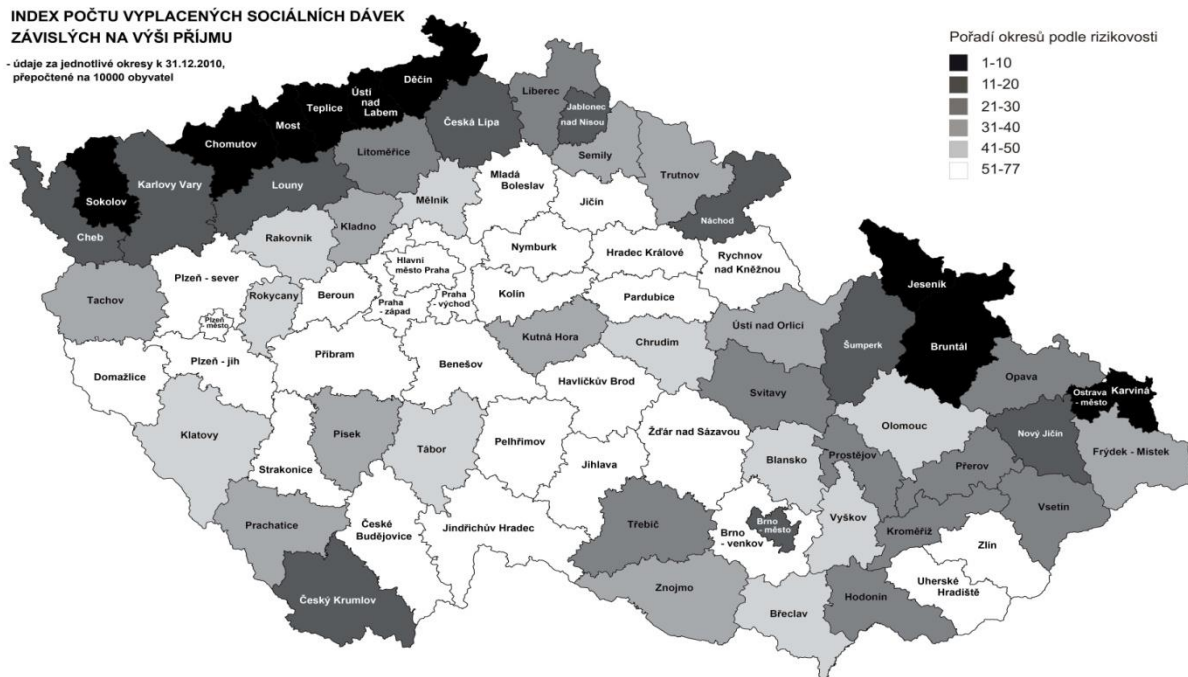 INDEX POČTU VYPLACENÝCH SOCIÁLNÍCH DÁVEK
ZÁVISLÝCH NA VÝŠI PŘÍJMU
- údaje za jednotlivé okresy k 31.12.2010,
přepočtené na 10000 obyvatel
Pořadí okresů podle rizikovosti
1-10
11-20
21-30
31-40
41-50
51-77
Děčín
Ústí
nad
Labem
Teplice
Most
Chomutov
Liberec
Jablonec
nad Nisou
Česká Lípa
Litoměřice
Semily
Trutnov
Sokolov
Karlovy Vary
Louny
Mladá
Boleslav
Jičín
Mělník
Náchod
Cheb
Rakovník
Kladno
Nymburk
Hradec Králové
Rychnov
nad Kněžnou
Plzeň - sever
Hlavní
město Praha
Tachov
Rokycany
Beroun
Praha
- západ
Praha
- východ
Kolín
Pardubice
Jeseník
Plzeň
město
Kutná Hora
Chrudim
Ústí nad Orlicí
Šumperk
Bruntál
Domažlice
Plzeň - jih
Příbram
Benešov
Havlíčkův Brod
Svitavy
Opava
Ostrava
- město
Karviná
Klatovy
Písek
Tábor
Pelhřimov
Žďár nad Sázavou
Olomouc
Nový Jičín
Frýdek - Místek
Strakonice
Jihlava
Blansko
Prostějov
Přerov
Vsetín
Prachatice
České
Budějovice
Jindřichův Hradec
Třebíč
Brno
- venkov
Brno
- město
Vyškov
Kroměříž
Zlín
Český Krumlov
Znojmo
Břeclav
Hodonín
Uherské
Hradiště